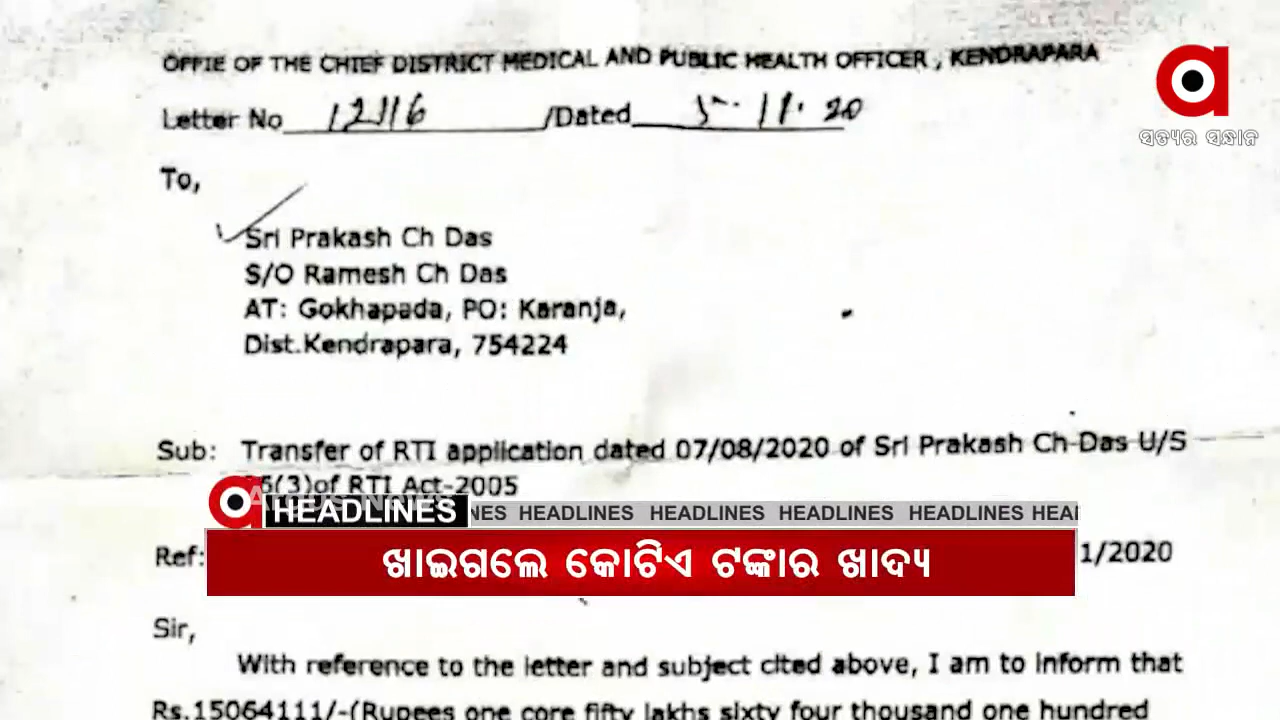 OFFIE OF THE CHIEF DISTRICT MEDICAL AND PUBLIC HEALTH OFFICER , KENDRAPARA
Letter No 12116 /Dated 5.11.20
ସତ୍ୟର ସନ୍ଧାନ
To,
Sri Prakash Ch Das
S/O Ramesh Ch Das
AT: Gokhapada, PO: Karanja,
Dist.Kendrapara, 754224
Sub: Transfer of RTI application dated 07/08/2020 of Sri Prakash Ch Das U/S
6(3)of RTI Act-2005
HEADLINES NES HEADLINES HEADLINES HEADLINES HEADLINES HEAD
Ref: 1/2020
ଖାଇଗଲେ କୋଟିଏ ଟଙ୍କାର ଖାଦ୍ୟ
Sir,
With reference to the letter and subject cited above, I am to inform that
Rs.15064111/-(Rupees one core fifty lakhs sixty four thousand one hundred